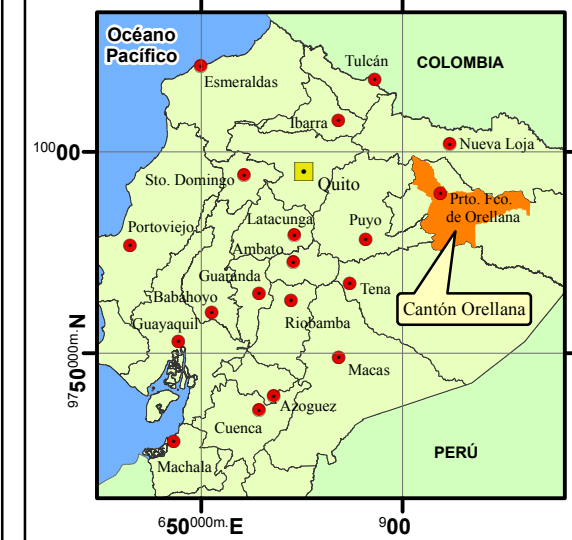 Océano
Pacífico
Tulcán
COLOMBIA
Esmeraldas
Ibarra
Nueva Loja
10000
Sto. Domingo
Quito
Prto. Fco.
de Orellana
Portoviejo
Latacunga
Puyo
Ambato
Guaranda
Tena
Babahoyo
Cantón Orellana
Guayaquil
Riobamba
9750000m. N
Macas
Azoguez
Cuenca
PERÚ
Machala
650000m. E
900